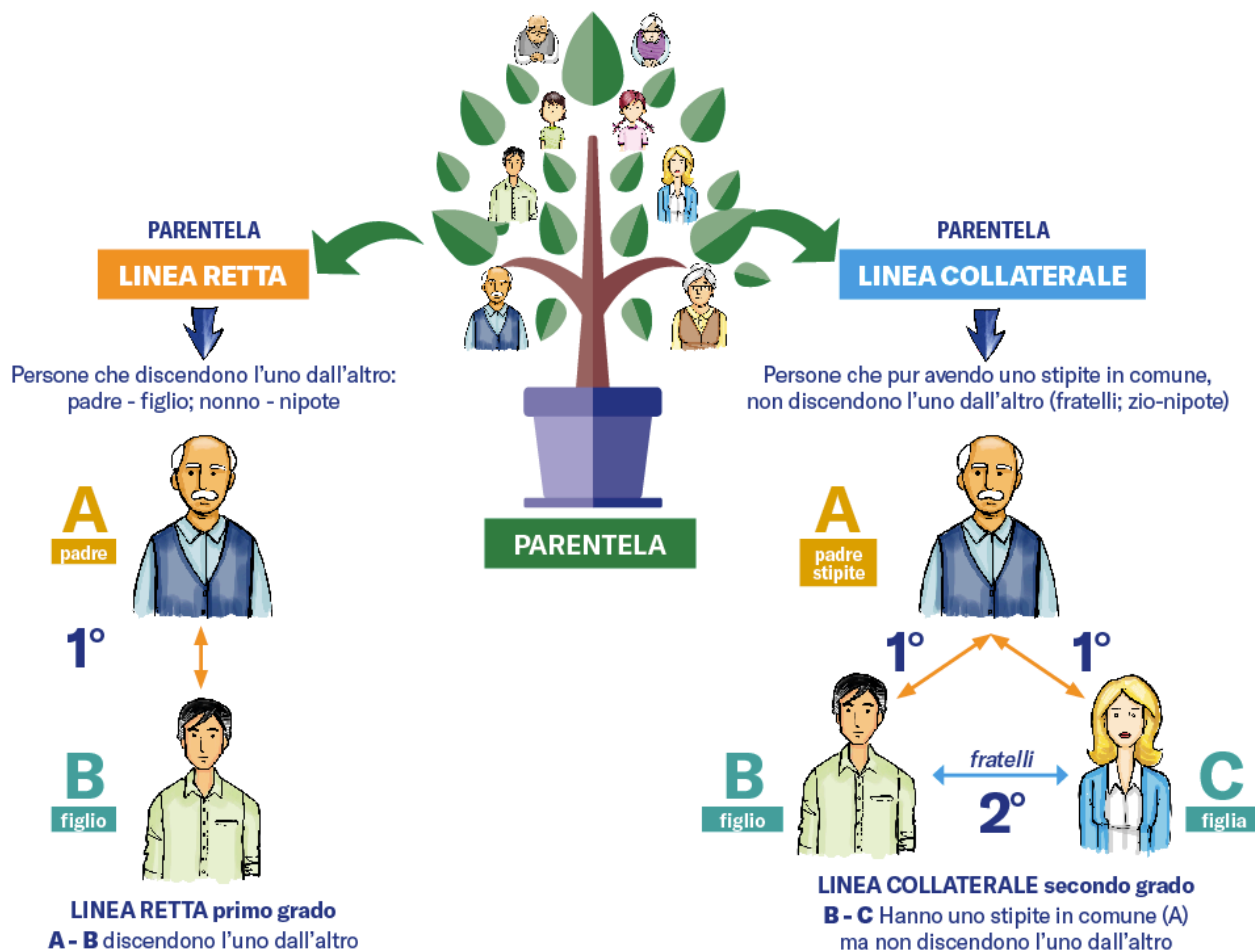 PARENTELA
LINEA RETTA
Persone che discendono l'uno dall'altro:
padre - figlio; nonno - nipote
A
padre
1°
B
figlio
LINEA RETTA primo grado
A - B discendono l'uno dall'altro
PARENTELA
PARENTELA
LINEA COLLATERALE
Persone che pur avendo uno stipite in comune,
non discendono l'uno dall'altro (fratelli; zio-nipote)
A
padre
stipite
1°
1°
B
figlio
fratelli
2°
C
figlia
LINEA COLLATERALE secondo grado
B - C Hanno uno stipite in comune (A)
ma non discendono l'uno dall'altro